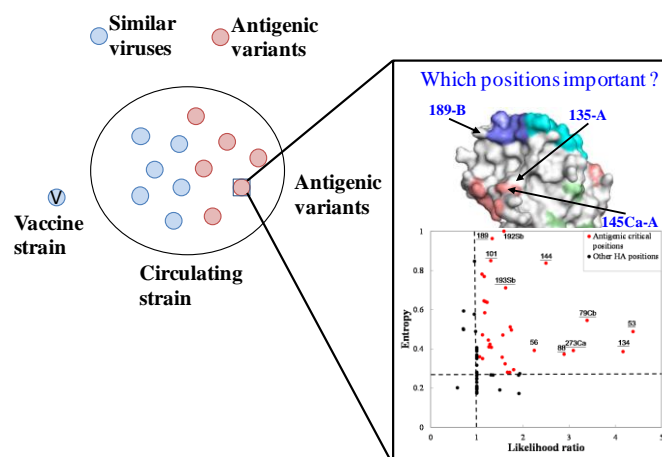 Similar
viruses
Antigenic
variants
V
Vaccine
strain
Circulating
strain
Antigenic
variants
Which positions important ?
189-B
135-A
145Ca-A
Antigenic critical
positions
Other HA positions
189
192Sb
101
144
193Sb
79Cb
53
56
88
273Ca
134
Entropy
1
0.8
0.6
0.4
0.2
0
0
1
2
3
4
5
Likelihood ratio